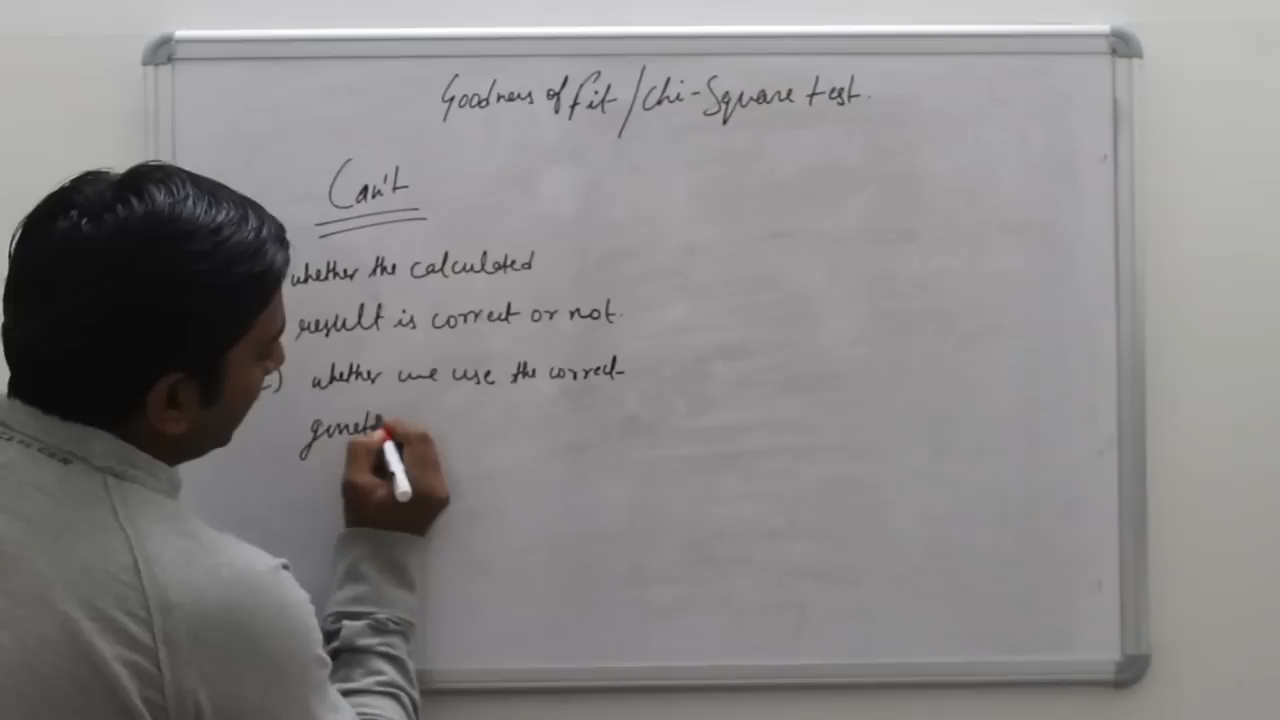 Goodness of fit/Chi-Square test.
Can't
whether the calculated
result is correct or not.
) whether we use the correct
genet